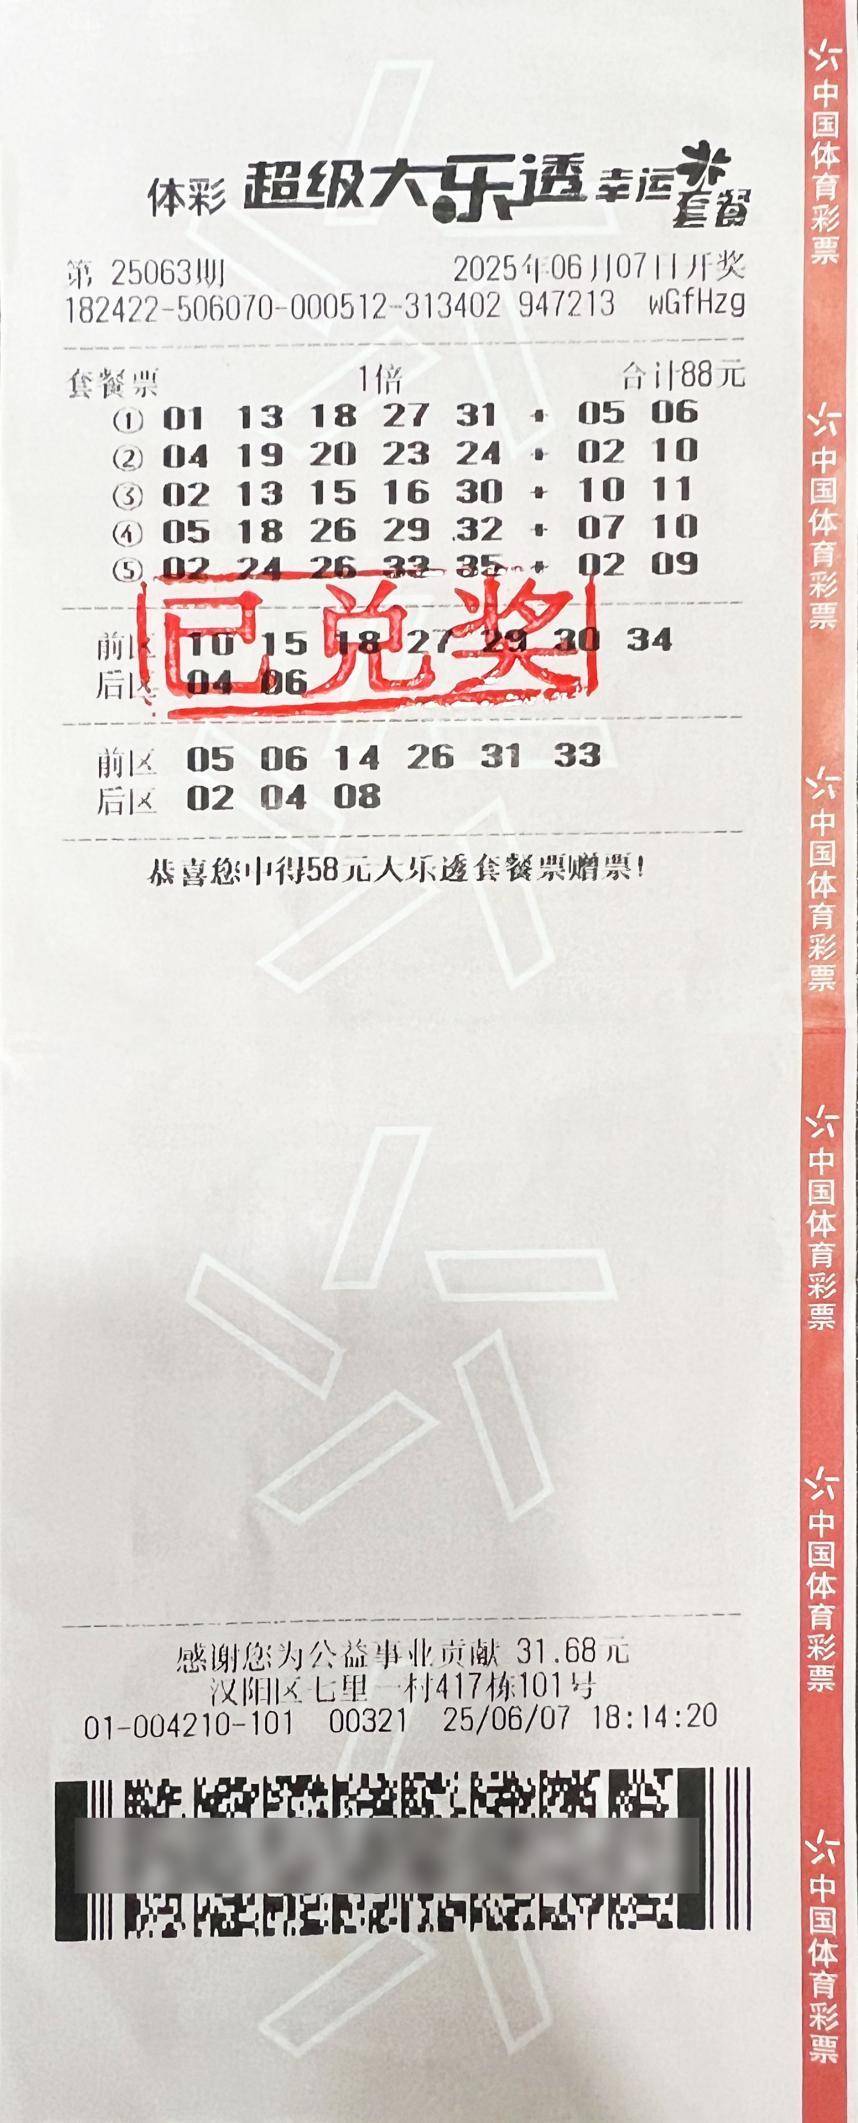 体彩 超级大乐透 幸运套餐
第 25063期 2025年06月07日开奖
182422-506070-000512-313402 947213 wGfHzg
套餐票 1倍 合计88元
① 01 13 18 27 31 + 05 06
② 04 19 20 23 24 + 02 10
③ 02 13 15 16 30 + 10 11
④ 05 18 26 29 32 + 07 10
⑤ 02 24 26 33 35 + 02 09
已兑奖
前区 10 15 18 27 29 30 34
后区 04 06
前区 05 06 14 26 31 33
后区 02 04 08
恭喜您中得58元大乐透套餐票赠票!
感谢您为公益事业贡献 31.68元
汉阳区七里一村417栋101号
01-004210-101 00321 25/06/07 18:14:20
中国体育彩票
中国体育彩票
中国体育彩票
中国体育彩票
中国体育彩票
中国体育彩票